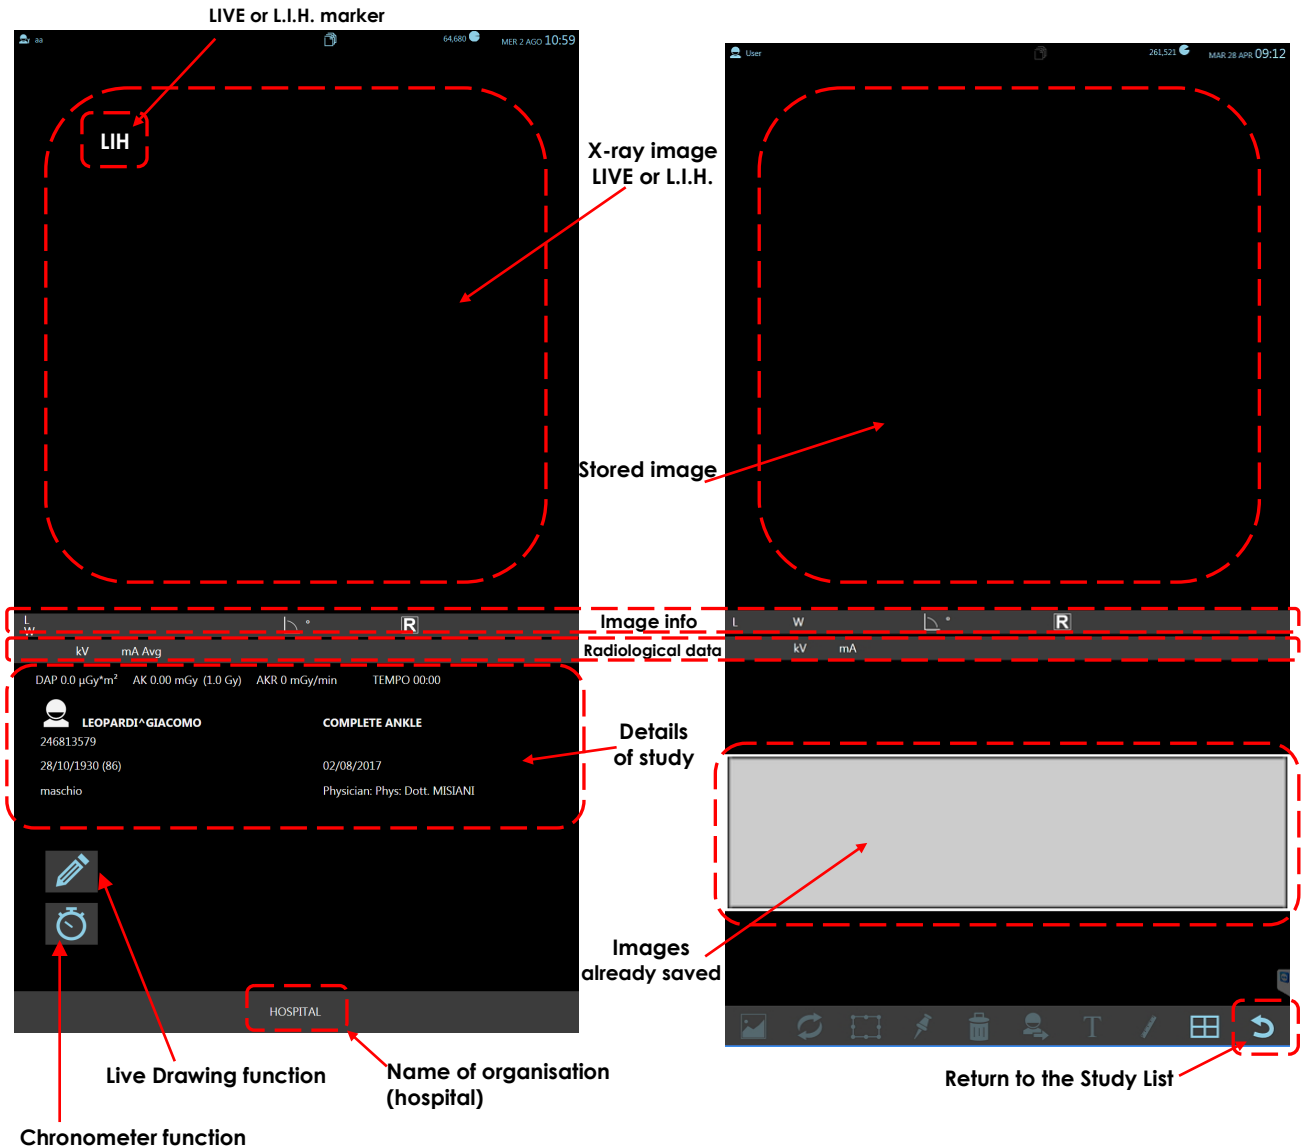 LIVE or L.I.H. marker
aa
64,680
MER 2 AGO 10:59
User
261,521
MAR 28 APR 09:12
LIH
X-ray image
LIVE or L.I.H.
Stored image
L
W
°
R
Image info
L
W
°
R
kV
mA Avg
Radiological data
kV
mA
DAP 0.0 µGy*m²
AK 0.00 mGy (1.0 Gy)
AKR 0 mGy/min
TEMPO 00:00
LEOPARDI^GIACOMO
COMPLETE ANKLE
246813579
28/10/1930 (86)
02/08/2017
maschio
Physician: Phys: Dott. MISIANI
Details
of study
Images
already saved
HOSPITAL
T
Live Drawing function
Name of organisation
(hospital)
Return to the Study List
Chronometer function